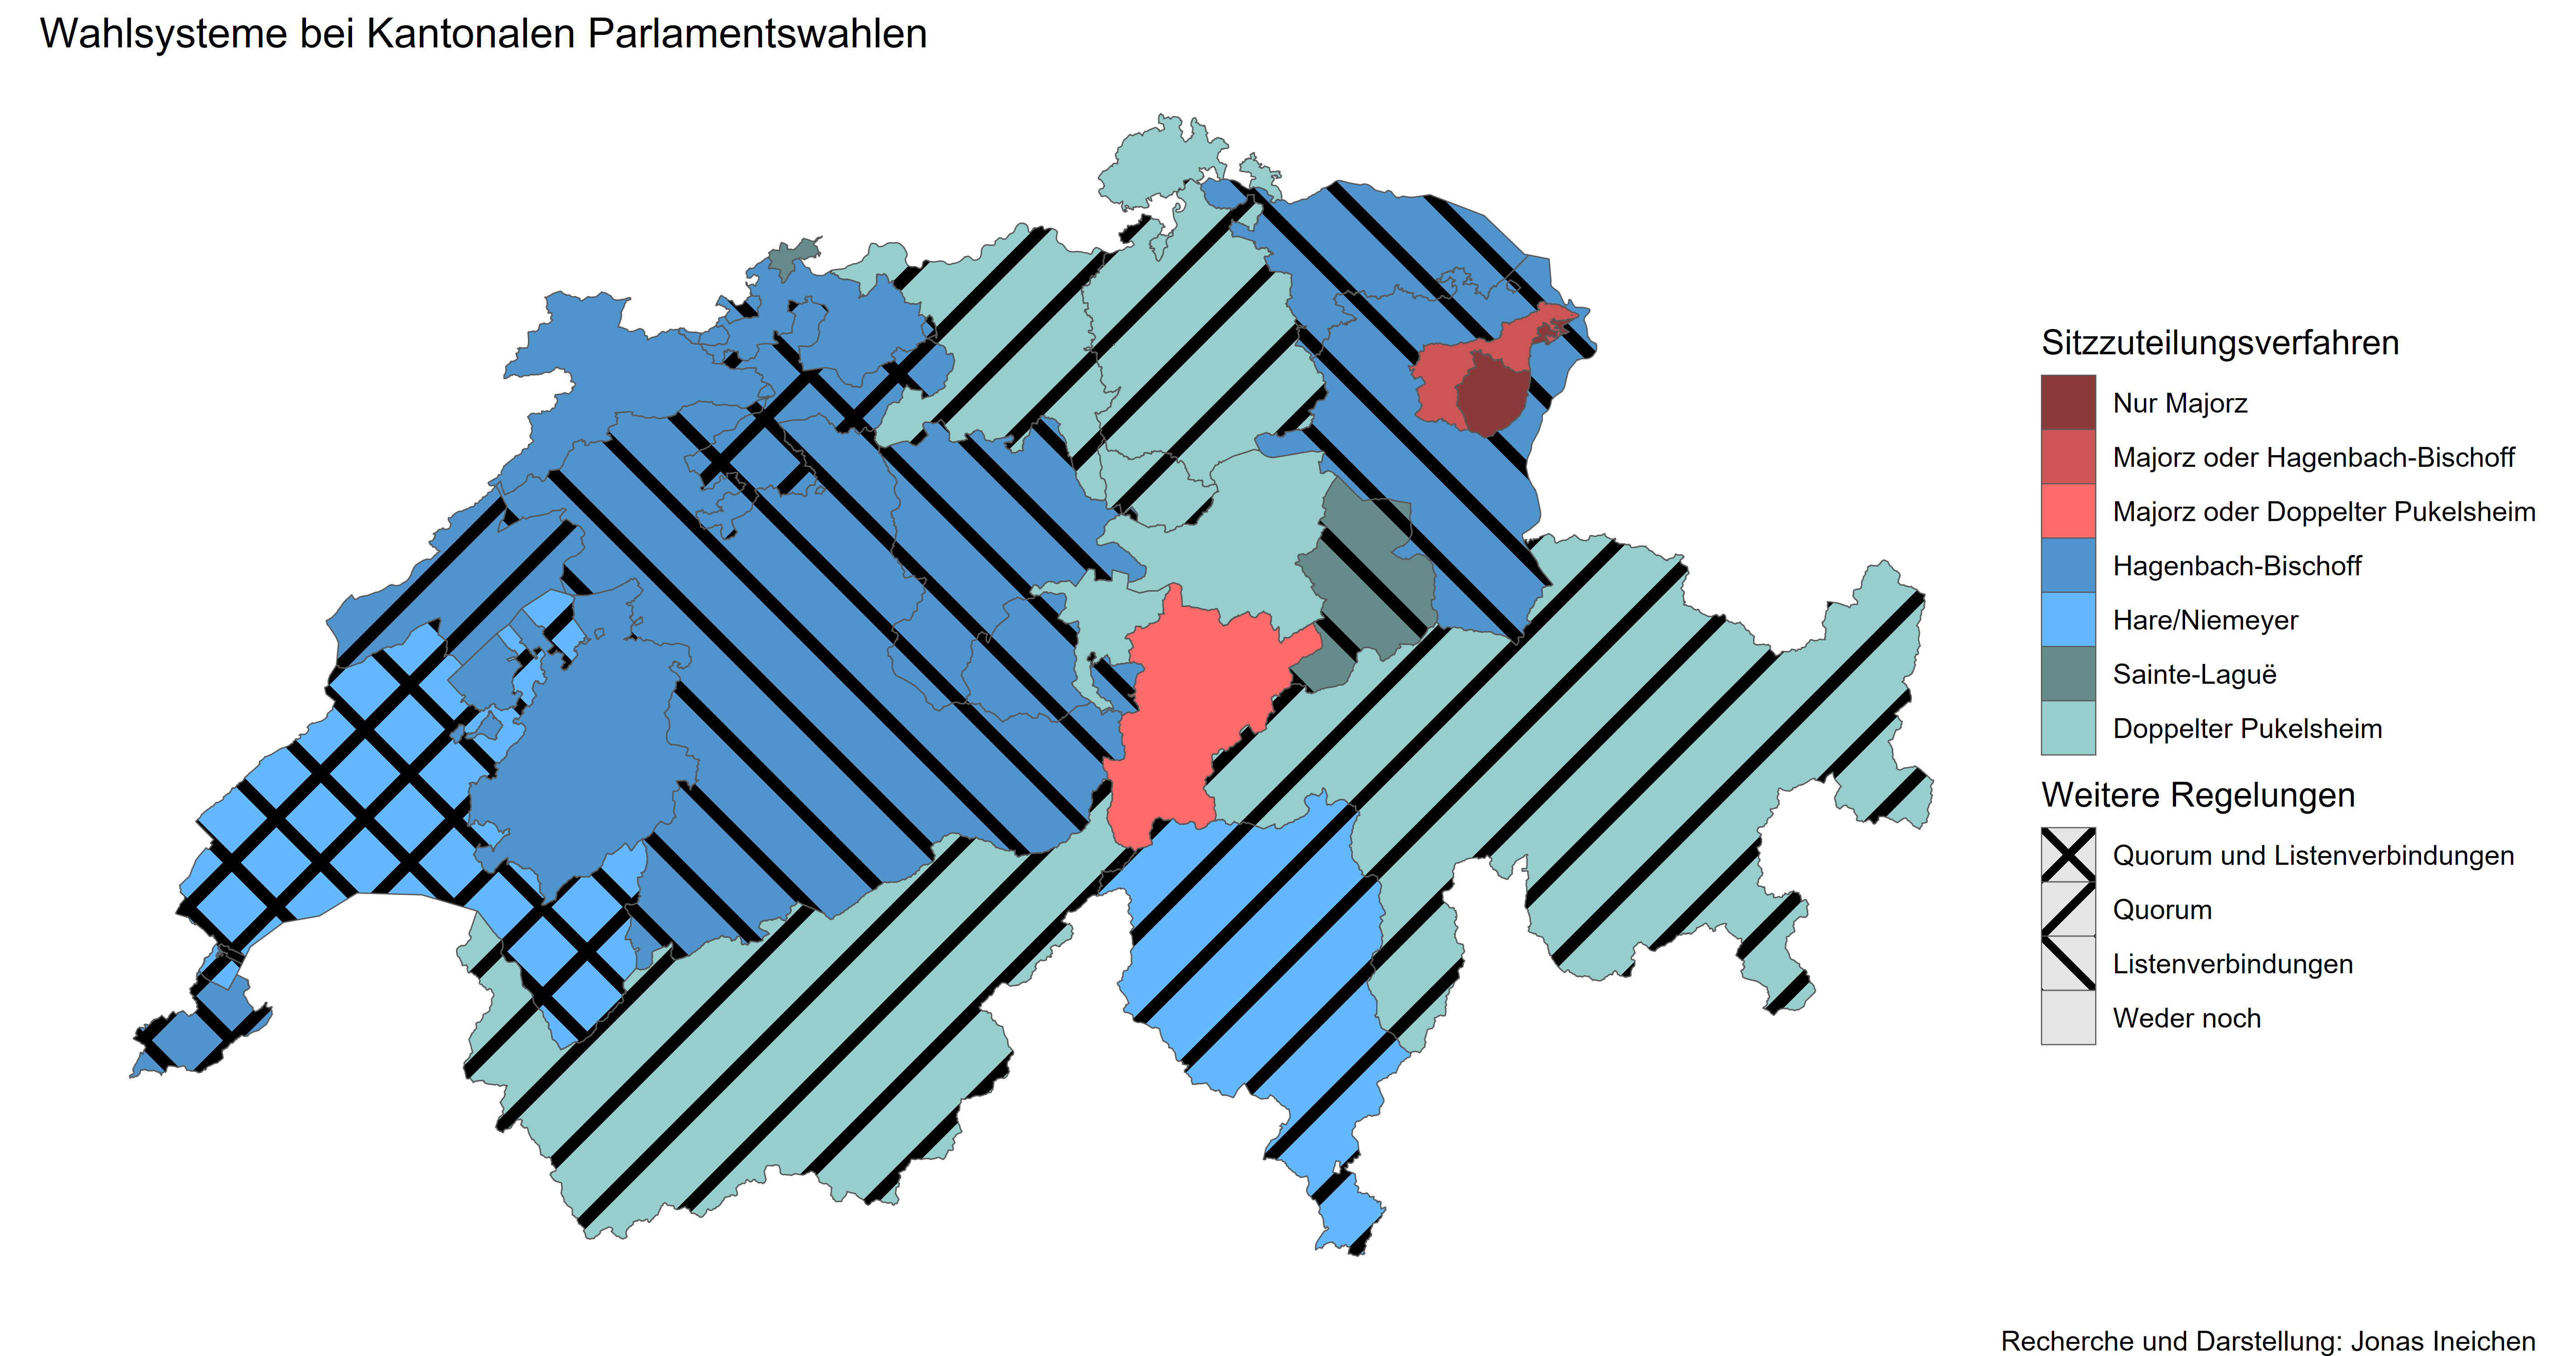 Wahlsysteme bei Kantonalen Parlamentswahlen
Sitzzuteilungsverfahren
Nur Majorz
Majorz oder Hagenbach-Bischoff
Majorz oder Doppelter Pukelsheim
Hagenbach-Bischoff
Hare/Niemeyer
Sainte-Laguë
Doppelter Pukelsheim
Weitere Regelungen
Quorum und Listenverbindungen
Quorum
Listenverbindungen
Weder noch
Recherche und Darstellung: Jonas Ineichen